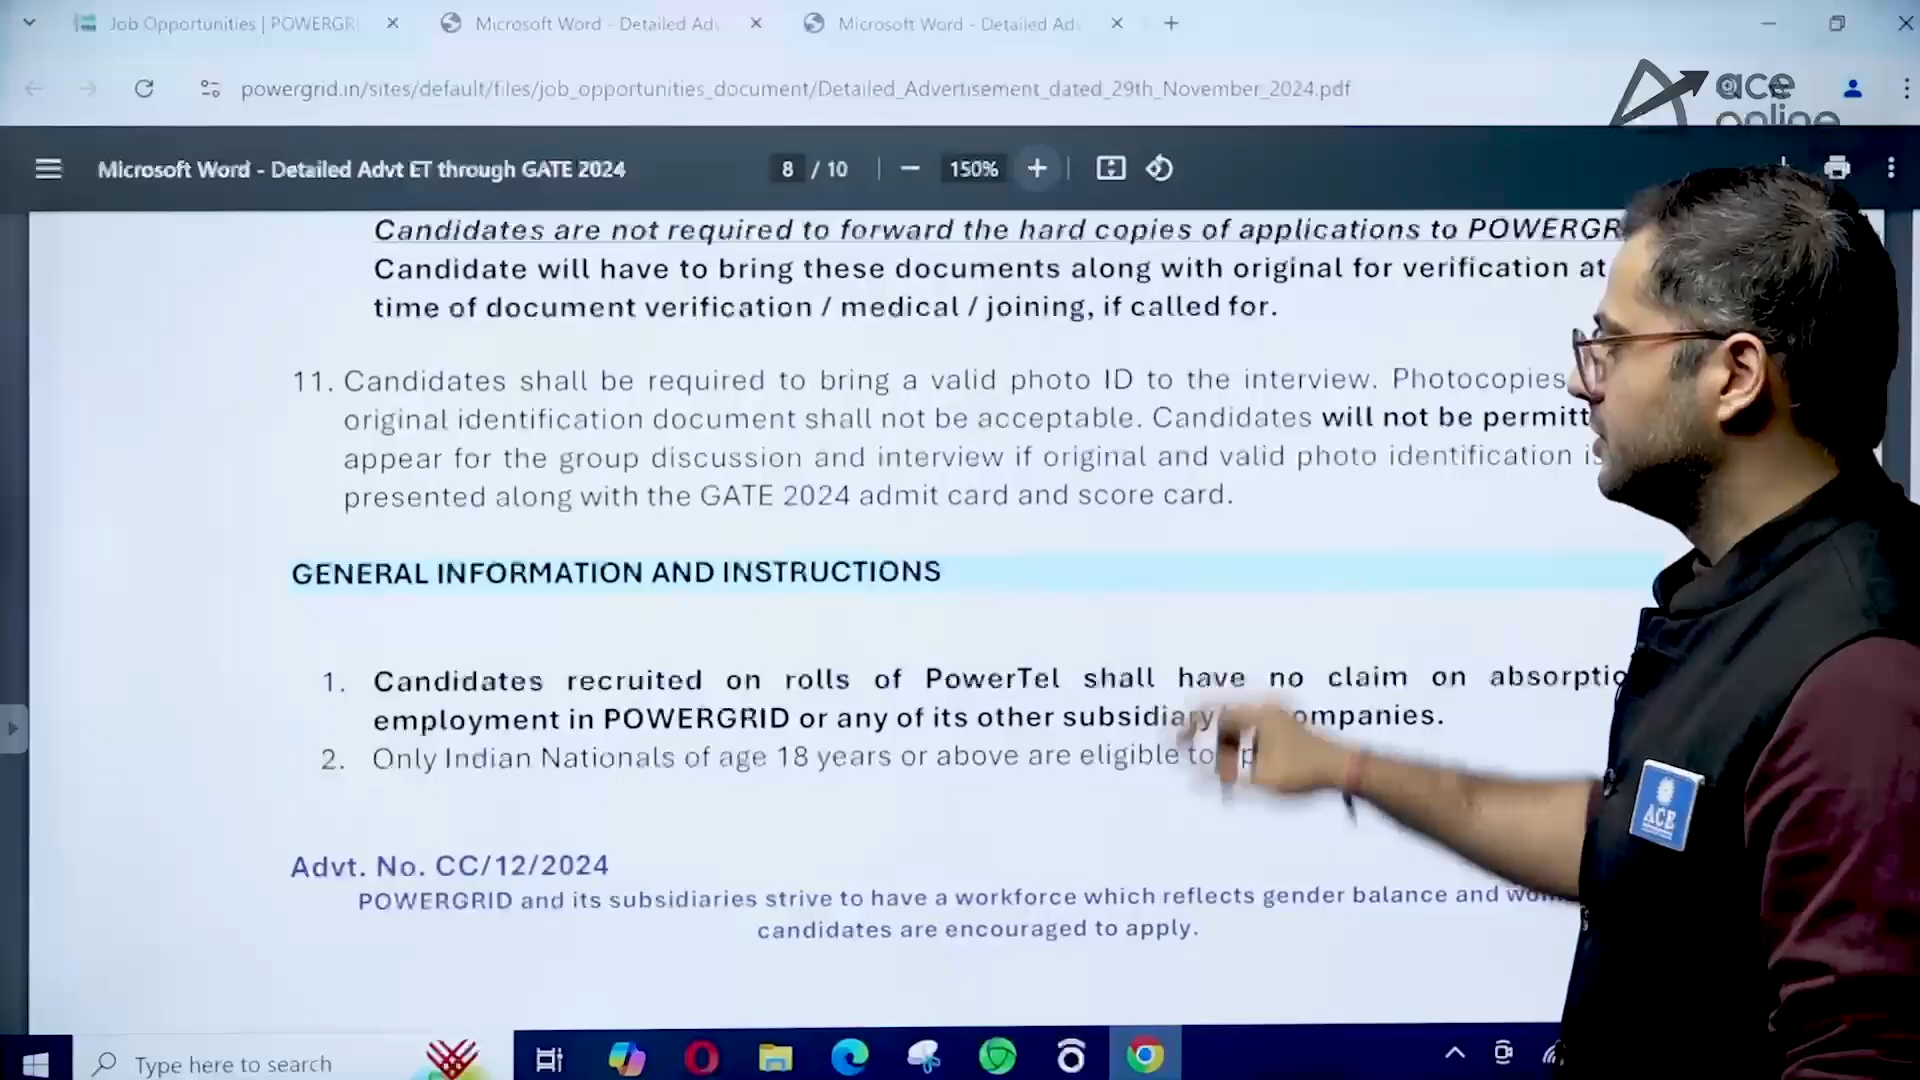 Job Opportunities | POWERGRI
Microsoft Word - Detailed Adv
Microsoft Word - Detailed Ad
powergrid.in/sites/default/files/job_opportunities_document/Detailed_Advertisement_dated_29th_November_2024.pdf
ace
online
Microsoft Word - Detailed Advt ET through GATE 2024
8 / 10
150%
Candidates are not required to forward the hard copies of applications to POWERGR
Candidate will have to bring these documents along with original for verification at
time of document verification / medical / joining, if called for.
11. Candidates shall be required to bring a valid photo ID to the interview. Photocopies
original identification document shall not be acceptable. Candidates will not be permitt
appear for the group discussion and interview if original and valid photo identification
presented along with the GATE 2024 admit card and score card.
GENERAL INFORMATION AND INSTRUCTIONS
1. Candidates recruited on rolls of PowerTel shall have no claim on absorptio
employment in POWERGRID or any of its other subsidiary companies.
2. Only Indian Nationals of age 18 years or above are eligible to
Advt. No. CC/12/2024
POWERGRID and its subsidiaries strive to have a workforce which reflects gender balance and
candidates are encouraged to apply.
ACE
Type here to search